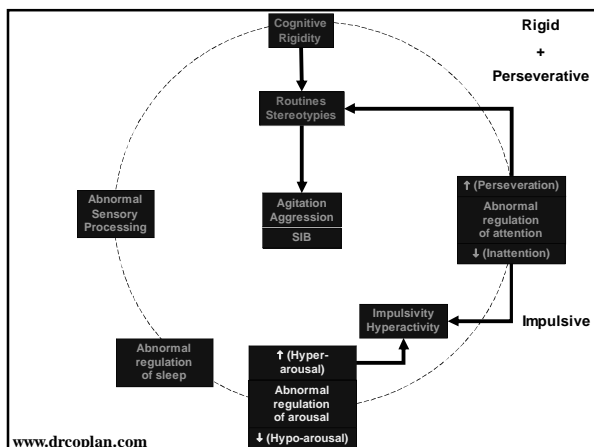 Cognitive
Rigidity
Rigid
+
Perseverative
Routines
Stereotypies
Abnormal
Sensory
Processing
Agitation
Aggression
SIB
↑ (Perseveration)
Abnormal
regulation
of attention
↓ (Inattention)
Impulsivity
Hyperactivity
Impulsive
Abnormal
regulation
of sleep
↑ (Hyper-
arousal)
Abnormal
regulation
of arousal
↓ (Hypo-arousal)
www.drcoplan.com